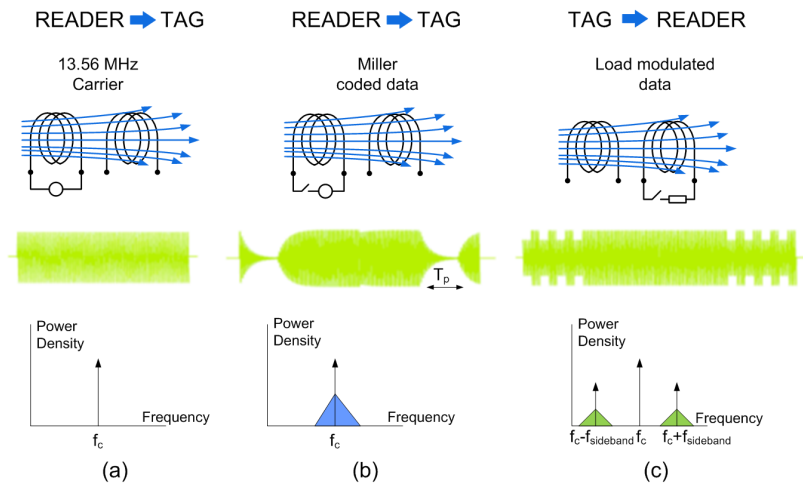 READER TAG
13.56 MHz
Carrier
Power
Density
Frequency
fc
(a)
READER TAG
Miller
coded data
Tp
Power
Density
Frequency
fc
(b)
TAG READER
Load modulated
data
Power
Density
Frequency
fc-fsideband fc fc+fsideband
(c)